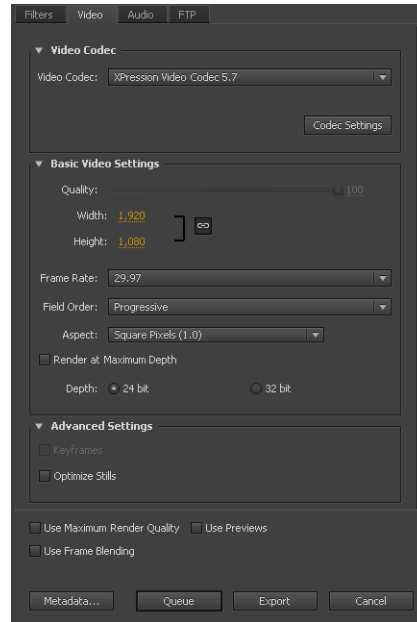 Filters Video Audio FTP
Video Codec
Video Codec: XPression Video Codec 5.7
Codec Settings
Basic Video Settings
Quality: 100
Width: 1,920
Height: 1,080
Frame Rate: 29.97
Field Order: Progressive
Aspect: Square Pixels (1.0)
Render at Maximum Depth
Depth: 24 bit 32 bit
Advanced Settings
Keyframes
Optimize Stills
Use Maximum Render Quality Use Previews
Use Frame Blending
Metadata... Queue Export Cancel